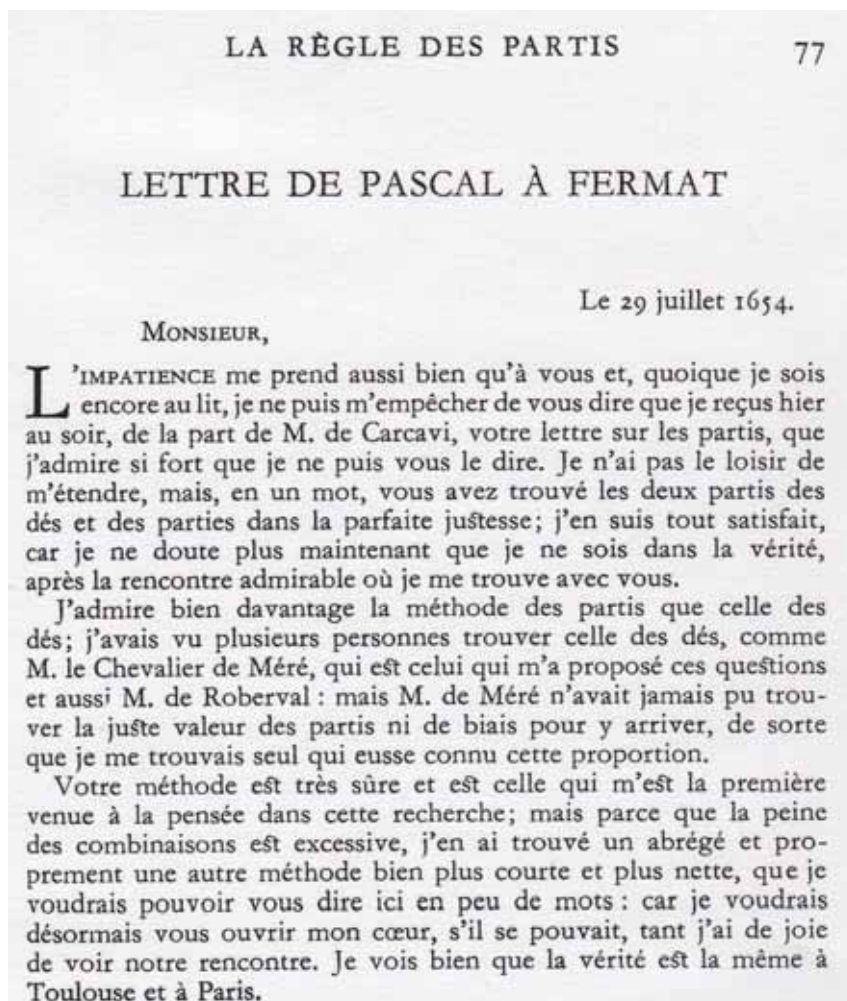 LA RÈGLE DES PARTIS 77
LETTRE DE PASCAL À FERMAT
Le 29 juillet 1654.
MONSIEUR,
L'IMPATIENCE me prend aussi bien qu'à vous et, quoique je sois
encore au lit, je ne puis m'empêcher de vous dire que je reçus hier
au soir, de la part de M. de Carcavi, votre lettre sur les partis, que
j'admire si fort que je ne puis vous le dire. Je n'ai pas le loisir de
m'étendre, mais, en un mot, vous avez trouvé les deux partis des
dés et des parties dans la parfaite justesse; j'en suis tout satisfait,
car je ne doute plus maintenant que je ne sois dans la vérité,
après la rencontre admirable où je me trouve avec vous.
J'admire bien davantage la méthode des partis que celle des
dés; j'avais vu plusieurs personnes trouver celle des dés, comme
M. le Chevalier de Méré, qui est celui qui m'a proposé ces questions
et aussi M. de Roberval : mais M. de Méré n'avait jamais pu trou-
ver la juste valeur des partis ni de biais pour y arriver, de sorte
que je me trouvais seul qui eusse connu cette proportion.
Votre méthode est très sûre et est celle qui m'est la première
venue à la pensée dans cette recherche; mais parce que la peine
des combinaisons est excessive, j'en ai trouvé un abrégé et pro-
prement une autre méthode bien plus courte et plus nette, que je
voudrais pouvoir vous dire ici en peu de mots : car je voudrais
désormais vous ouvrir mon cœur, s'il se pouvait, tant j'ai de joie
de voir notre rencontre. Je vois bien que la vérité est la même à
Toulouse et à Paris.